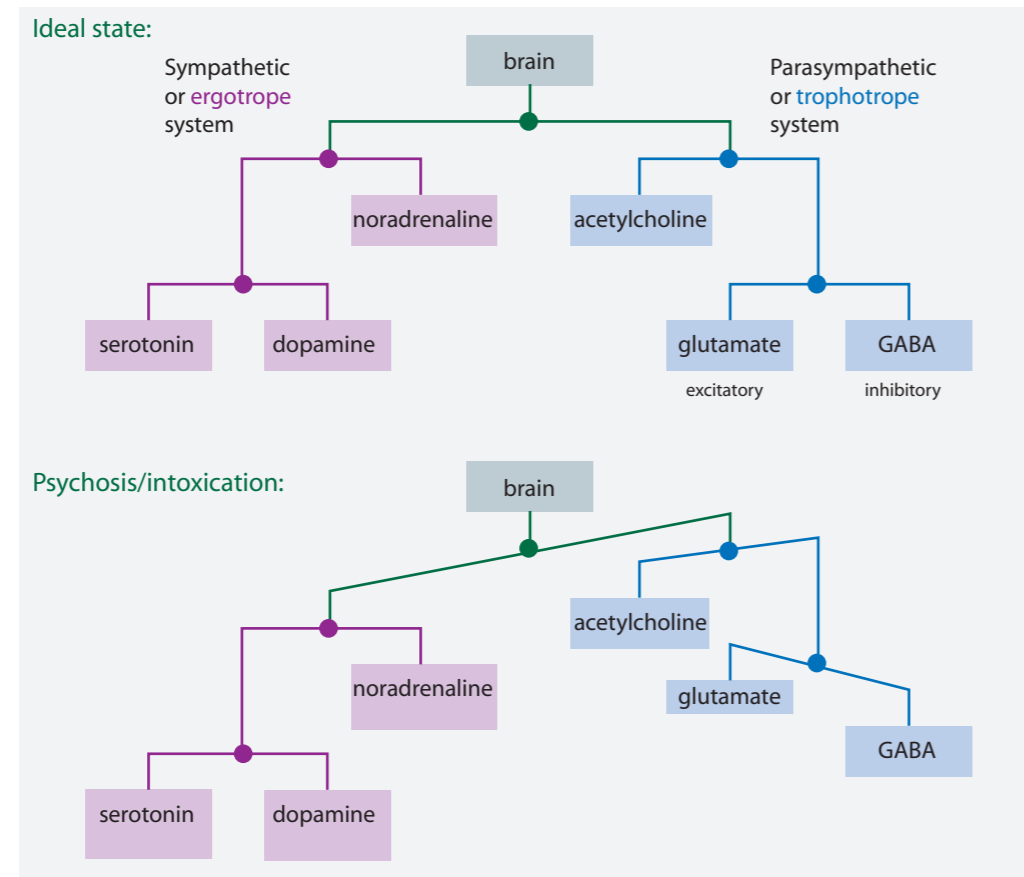 Ideal state:
brain
Sympathetic
or ergotrope
system
Parasympathetic
or trophotrope
system
noradrenaline
acetylcholine
serotonin
dopamine
glutamate
GABA
excitatory
inhibitory
Psychosis/intoxication:
brain
acetylcholine
noradrenaline
glutamate
GABA
serotonin
dopamine